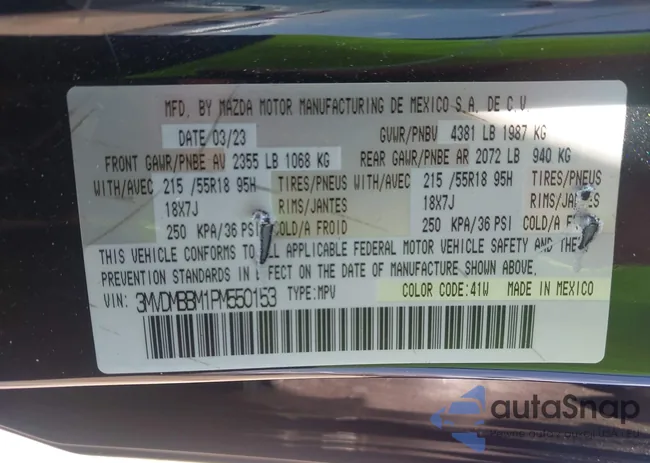 MFD. BY MAZDA MOTOR MANUFACTURING DE MEXICO S.A. DE C.V.
DATE 03/23 GVWR/PNBV 4381 LB 1987 KG
FRONT GAWR/PNBE AV 2355 LB 1068 KG REAR GAWR/PNBE AR 2072 LB 940 KG
WITH/AVEC 215 /55R18 95H TIRES/PNEUS WITH/AVEC 215 /55R18 95H TIRES/PNEUS
18X7J RIMS/JANTES 18X7J RIMS/JANTES
250 KPA/36 PSI COLD/A FROID 250 KPA/36 PSI COLD/A FROID
THIS VEHICLE CONFORMS TO ALL APPLICABLE FEDERAL MOTOR VEHICLE SAFETY AND THEFT
PREVENTION STANDARDS IN EFFECT ON THE DATE OF MANUFACTURE SHOWN ABOVE.
VIN: 3MVDMBBM1PM550153 TYPE:MPV COLOR CODE:41W MADE IN MEXICO
autaSnap